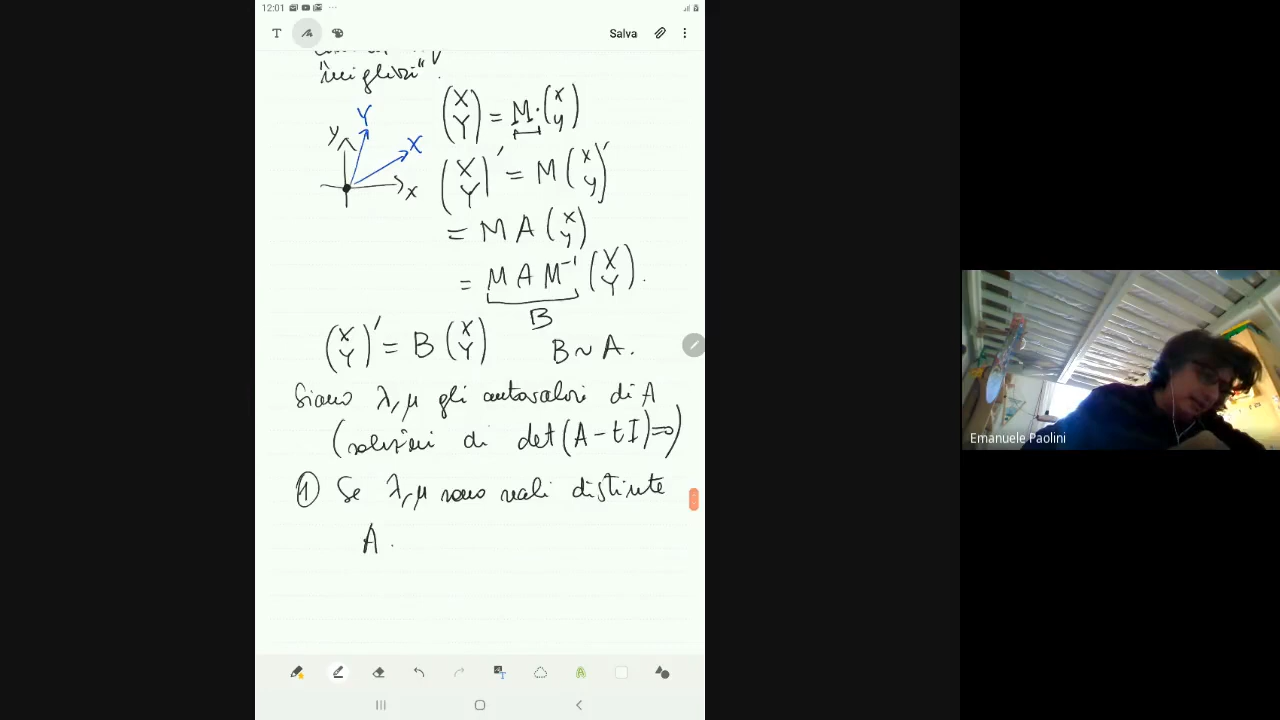 12:01
T
Salva
"migliori".
Y
y
X
x
(X Y) = M · (x y)
(X Y)' = M (x y)'
= M A (x y)
= M A M⁻¹ (X Y).
B
(X Y)' = B (X Y) B ~ A.
Siano λ, μ gli autovalori di A
(soluzioni di det(A - tI)=0)
① Se λ, μ sono reali distinte
A.
Emanuele Paolini